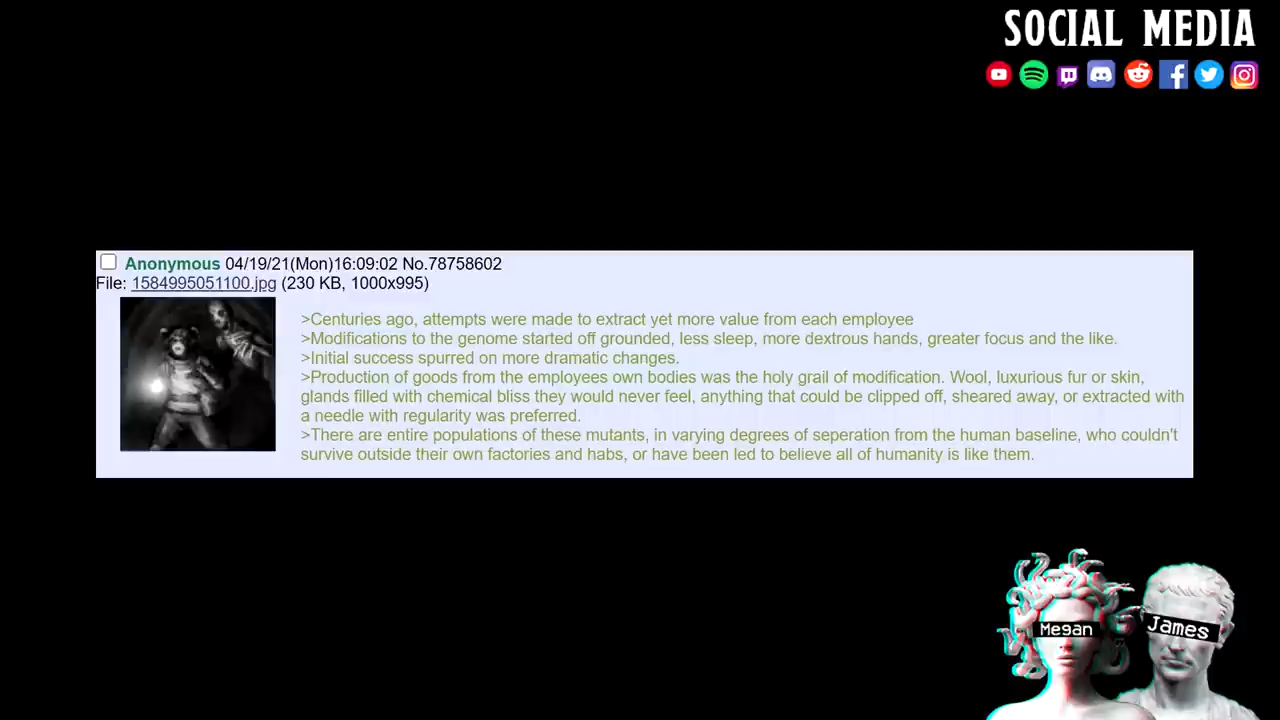 SOCIAL MEDIA
Anonymous 04/19/21(Mon)16:09:02 No.78758602
File: 1584995051100.jpg (230 KB, 1000x995)
>Centuries ago, attempts were made to extract yet more value from each employee
>Modifications to the genome started off grounded, less sleep, more dextrous hands, greater focus and the like.
>Initial success spurred on more dramatic changes.
>Production of goods from the employees own bodies was the holy grail of modification. Wool, luxurious fur or skin,
glands filled with chemical bliss they would never feel, anything that could be clipped off, sheared away, or extracted with
a needle with regularity was preferred.
>There are entire populations of these mutants, in varying degrees of seperation from the human baseline, who couldn't
survive outside their own factories and habs, or have been led to believe all of humanity is like them.
Megan
James